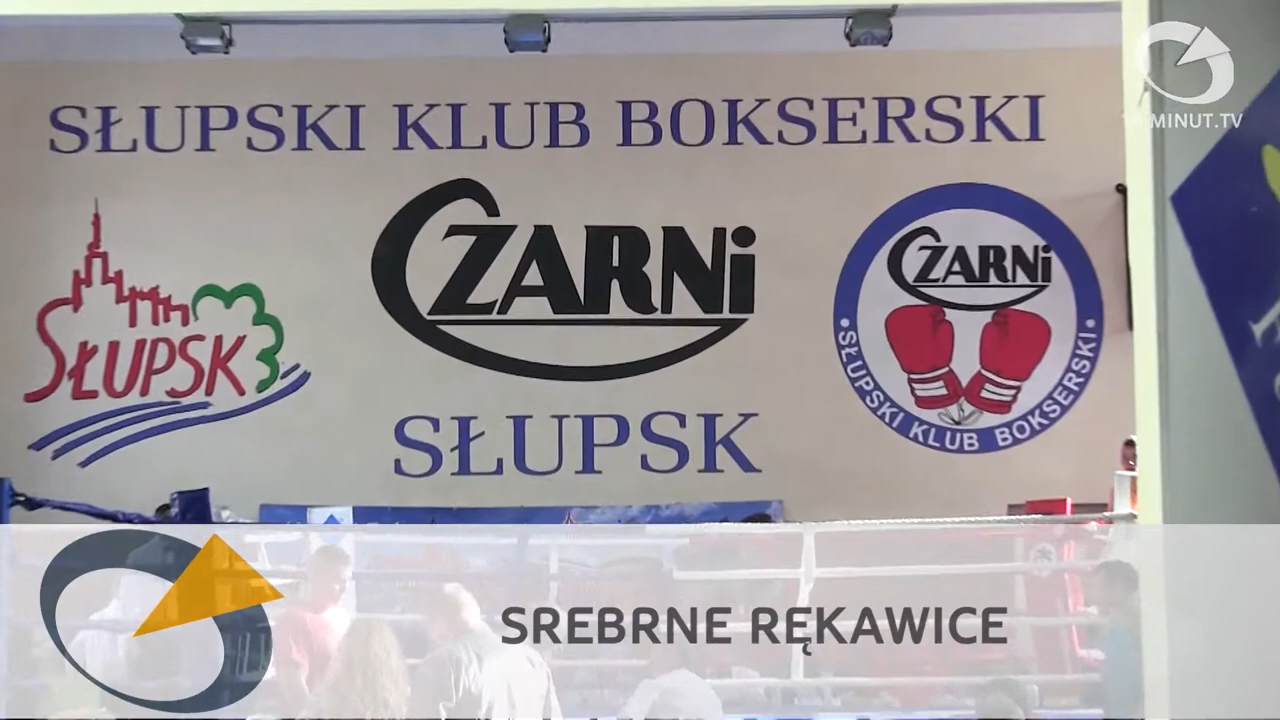 SŁUPSKI KLUB BOKSERSKI
MINUT.TV
SŁUPSK
CZARNi
SŁUPSK
CZARNi
• SŁUPSKI KLUB BOKSERSKI •
SREBRNE RĘKAWICE